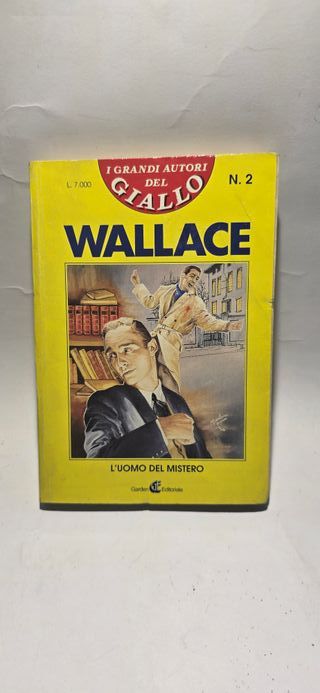 I GRANDI AUTORI
DEL
GIALLO
L. 7.000
N. 2
WALLACE
L'UOMO DEL MISTERO
Garden Editoriale